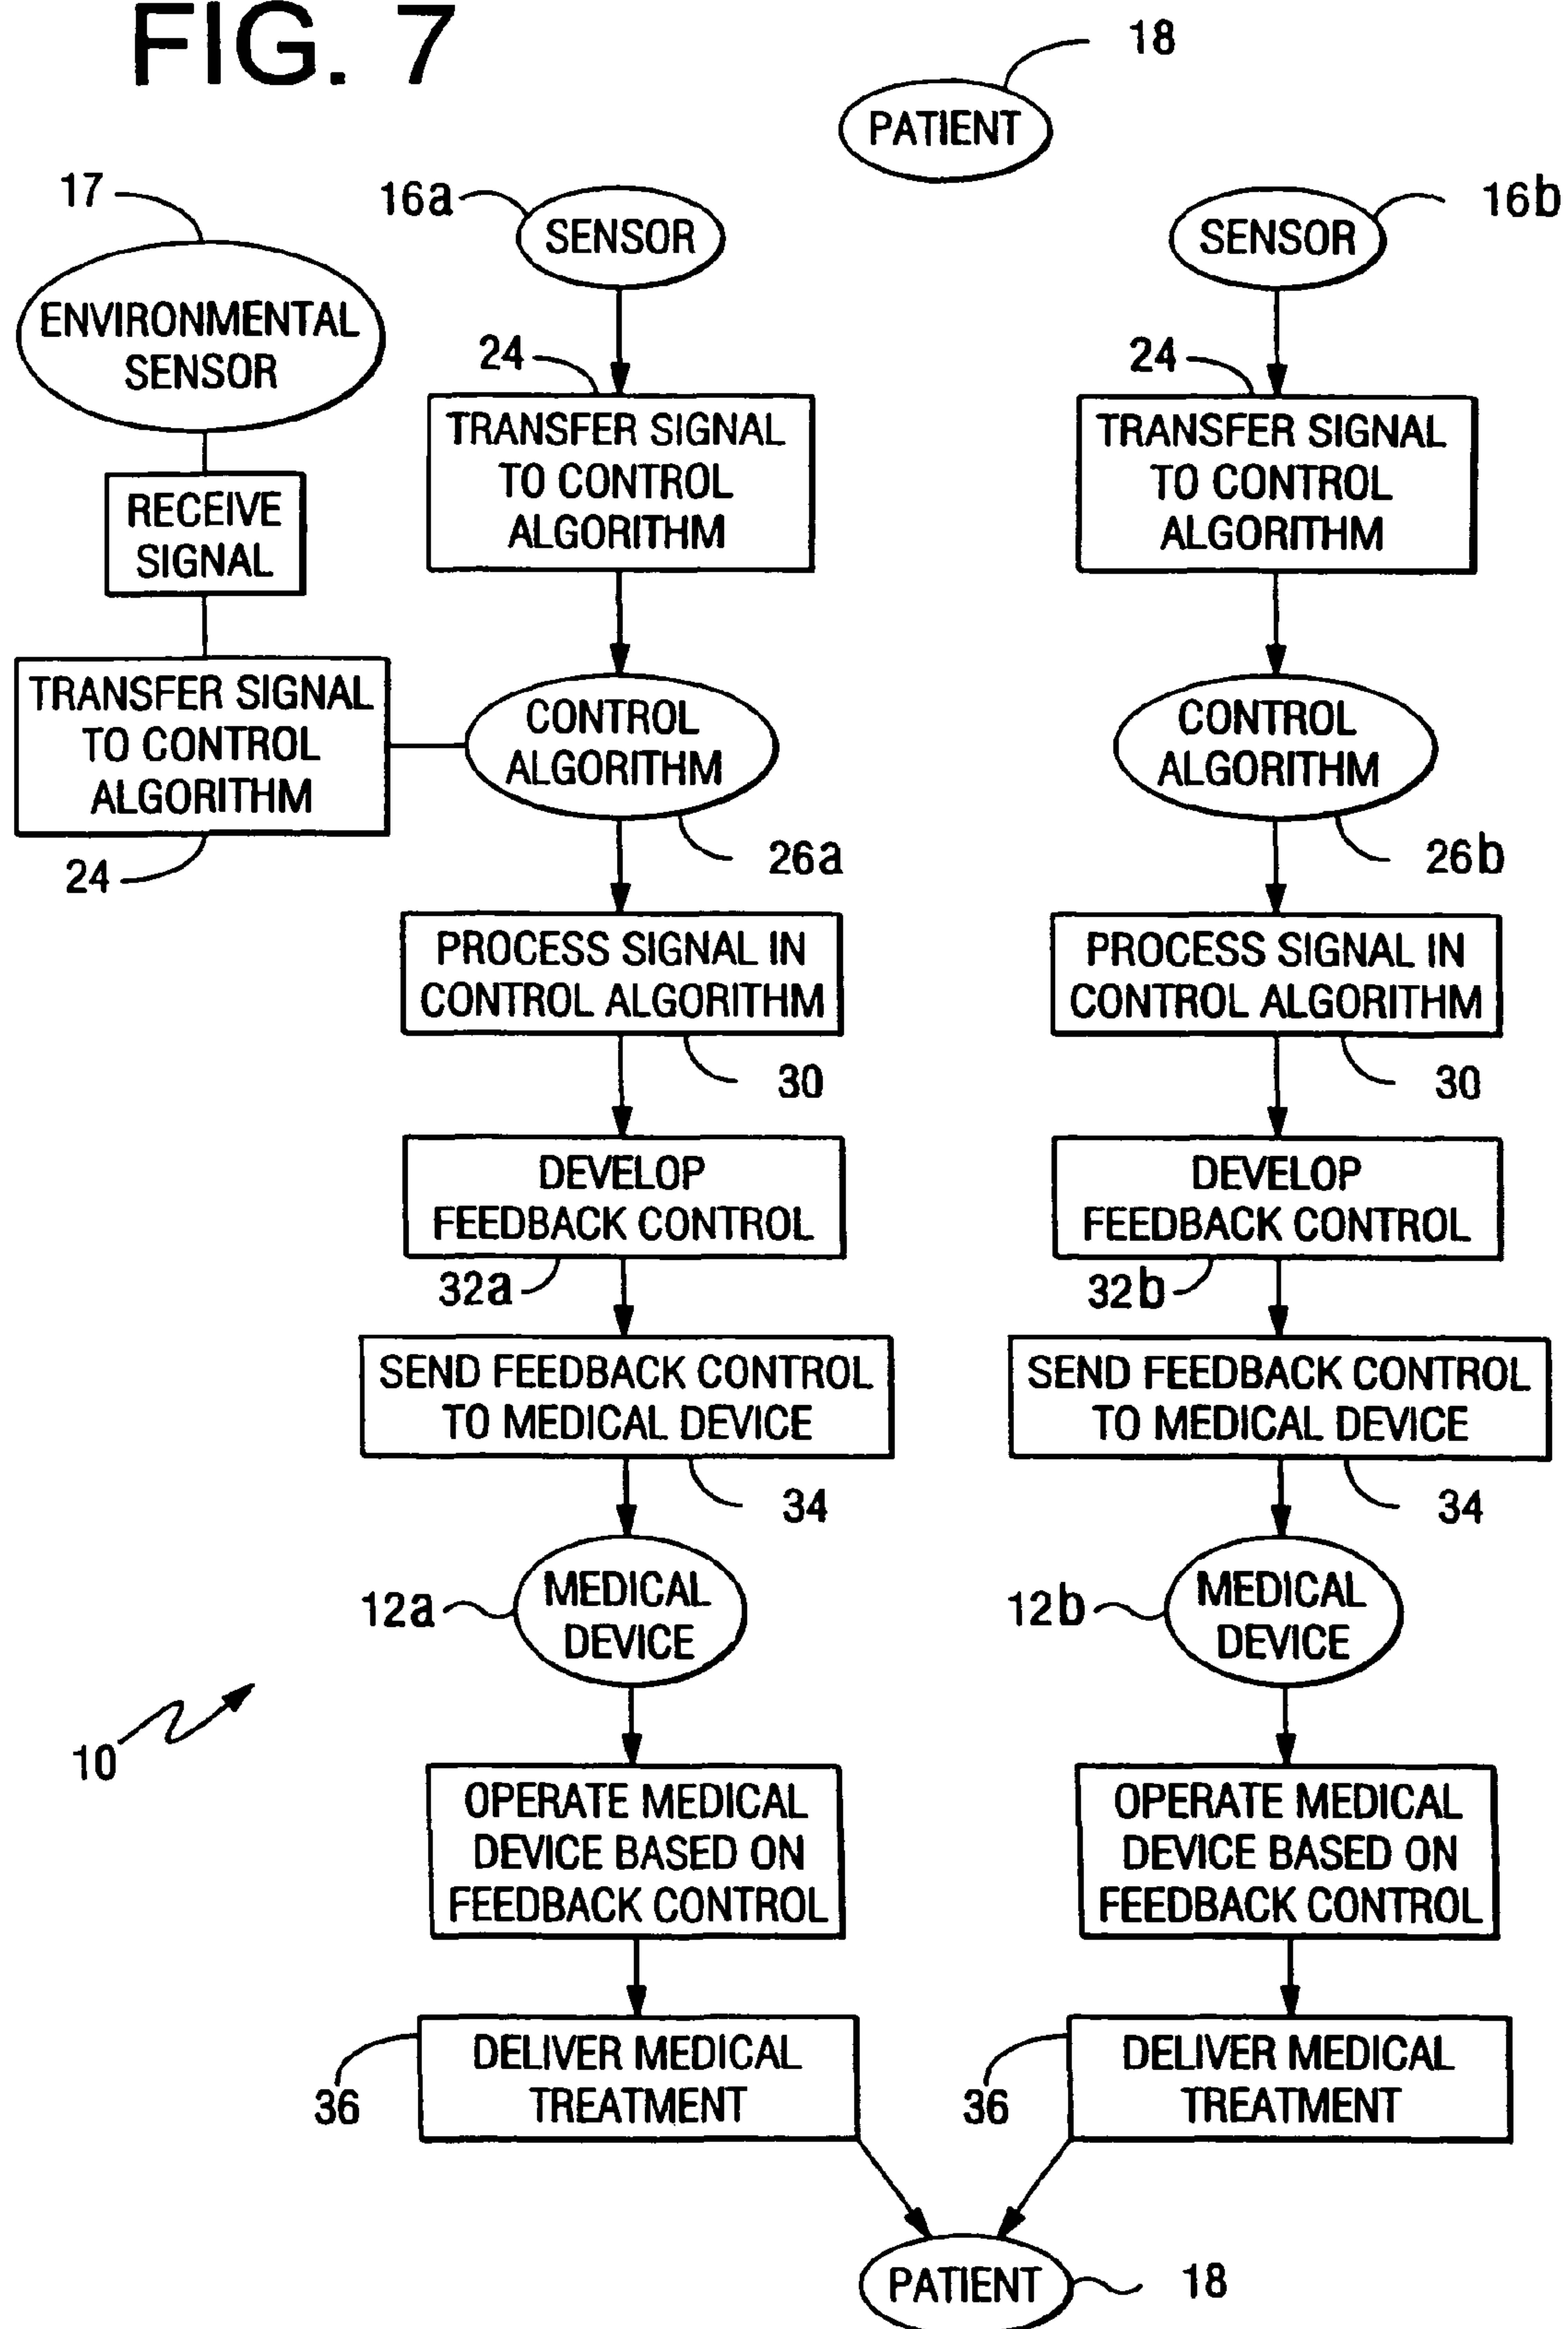 FIG. 7
18
PATIENT
17
16a
SENSOR
16b
SENSOR
ENVIRONMENTAL
SENSOR
24
TRANSFER SIGNAL
TO CONTROL
ALGORITHM
24
TRANSFER SIGNAL
TO CONTROL
ALGORITHM
RECEIVE
SIGNAL
TRANSFER SIGNAL
TO CONTROL
ALGORITHM
24
CONTROL
ALGORITHM
26a
CONTROL
ALGORITHM
26b
PROCESS SIGNAL IN
CONTROL ALGORITHM
30
PROCESS SIGNAL IN
CONTROL ALGORITHM
30
DEVELOP
FEEDBACK CONTROL
32a
DEVELOP
FEEDBACK CONTROL
32b
SEND FEEDBACK CONTROL
TO MEDICAL DEVICE
34
SEND FEEDBACK CONTROL
TO MEDICAL DEVICE
34
12a
MEDICAL
DEVICE
12b
MEDICAL
DEVICE
10
OPERATE MEDICAL
DEVICE BASED ON
FEEDBACK CONTROL
OPERATE MEDICAL
DEVICE BASED ON
FEEDBACK CONTROL
36
DELIVER MEDICAL
TREATMENT
36
DELIVER MEDICAL
TREATMENT
PATIENT
18